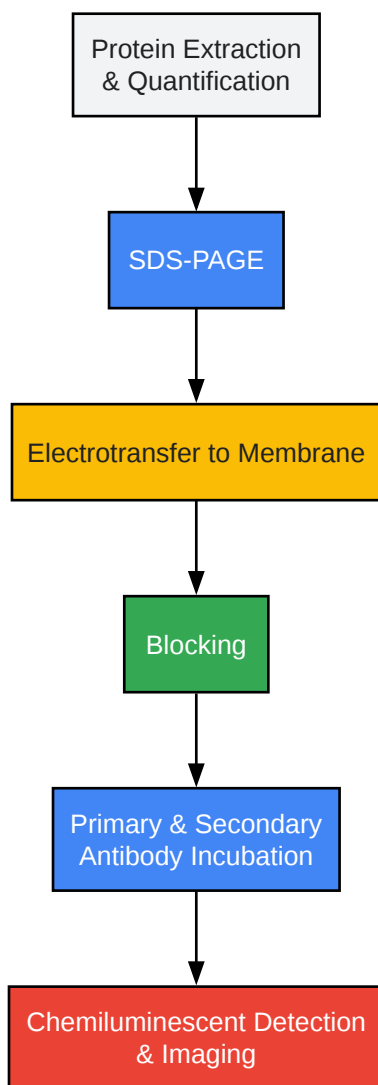 Protein Extraction
& Quantification
SDS-PAGE
Electrotransfer to Membrane
Blocking
Primary & Secondary
Antibody Incubation
Chemiluminescent Detection
& Imaging